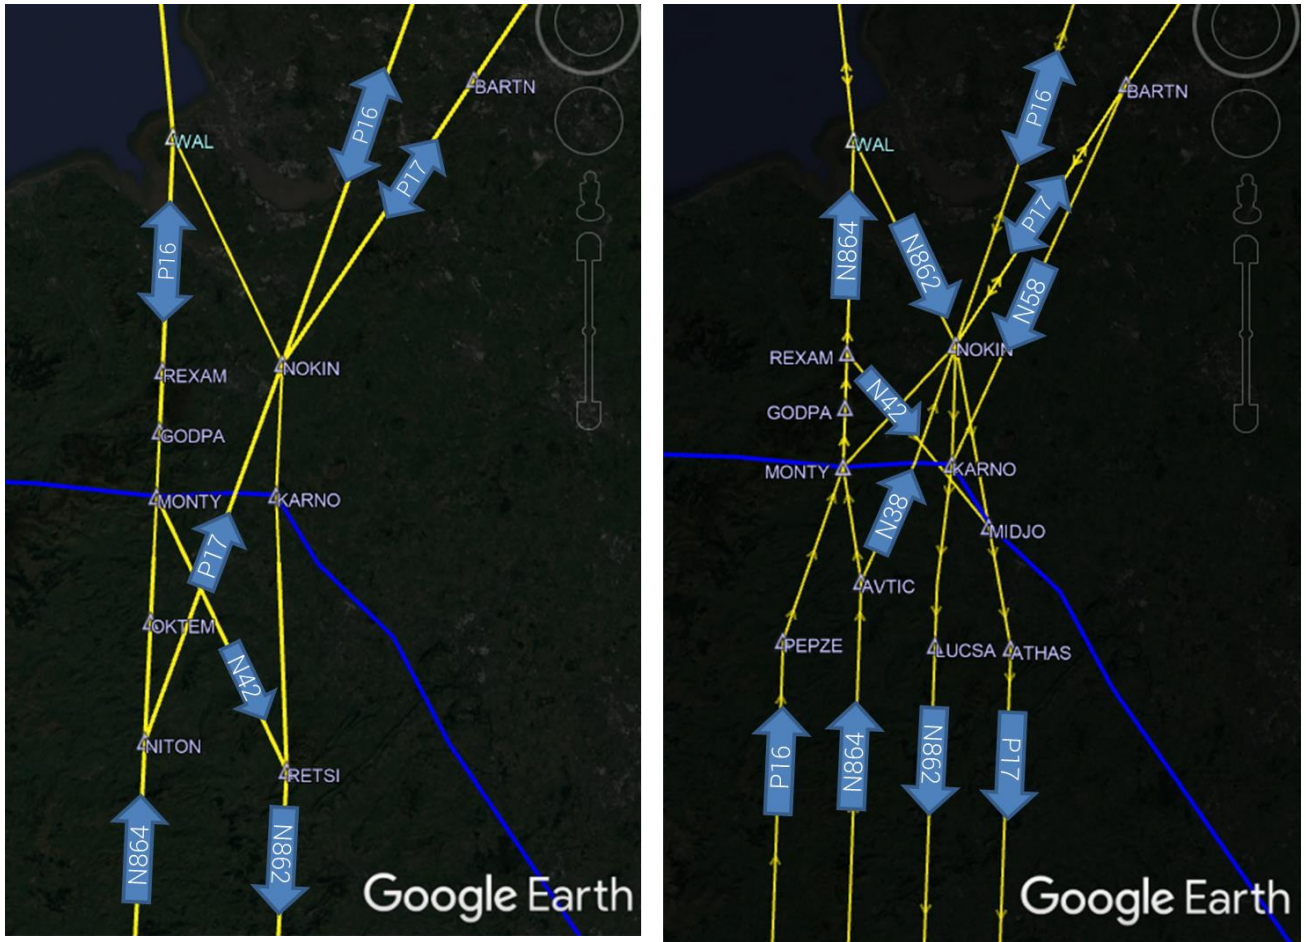 P16
BARTN
WAL
P17
P16
NOKIN
REXAM
GODPA
MONTY
KARNO
P17
OKTEM
N42
NITON
RETSI
N864
N862
Google Earth
P16
BARTN
WAL
P17
N864
N862
N58
NOKIN
REXAM
N42
GODPA
MONTY
KARNO
N38
MIDJO
AVTIC
PEPZE
LUCSA
ATHAS
P16
N864
N862
P17
Google Earth